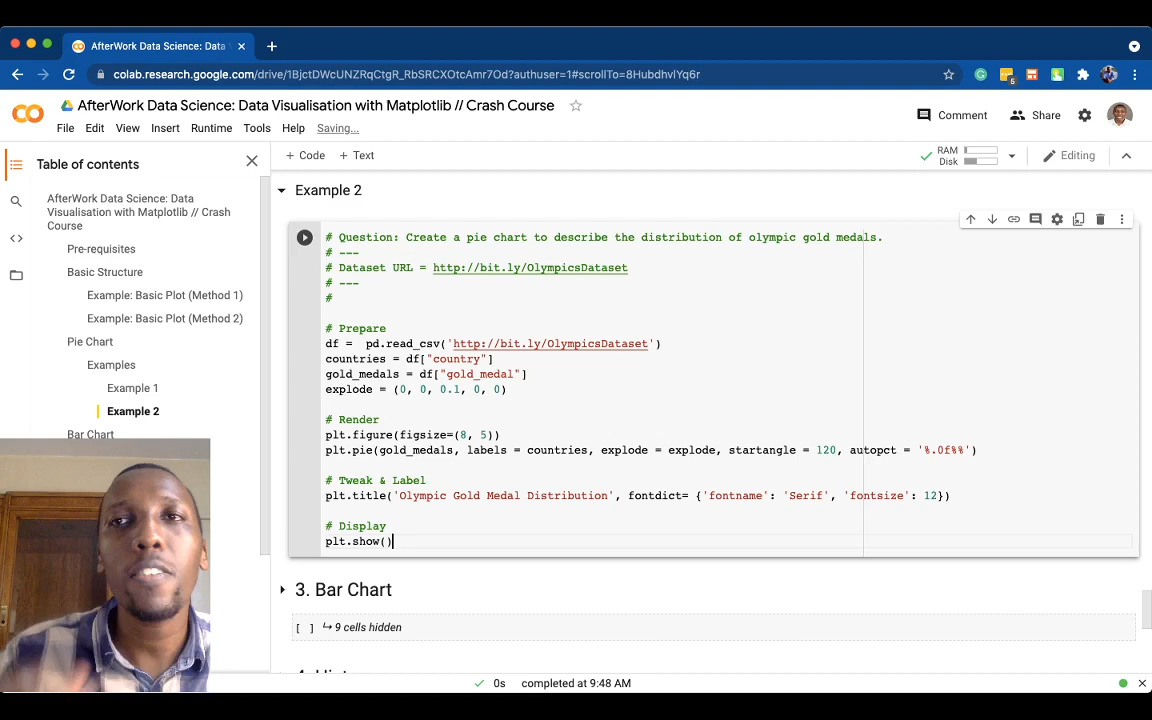 AfterWork Data Science: Data
colab.research.google.com/drive/1BjctDWcUNZRqCtgR_RbSRCXOtcAmr7Od?authuser=1#scrollTo=8HubdhvlYq6r
6
AfterWork Data Science: Data Visualisation with Matplotlib // Crash Course
Comment
Share
File Edit View Insert Runtime Tools Help Saving...
Table of contents
+ Code + Text
RAM
Disk
Editing
AfterWork Data Science: Data
Visualisation with Matplotlib // Crash
Course
Pre-requisites
Basic Structure
Example: Basic Plot (Method 1)
Example: Basic Plot (Method 2)
Pie Chart
Examples
Example 1
Example 2
Bar Chart
Example 2
# Question: Create a pie chart to describe the distribution of olympic gold medals.
# ---
# Dataset URL = http://bit.ly/OlympicsDataset
# ---
#
# Prepare
df =  pd.read_csv('http://bit.ly/OlympicsDataset')
countries = df["country"]
gold_medals = df["gold_medal"]
explode = (0, 0, 0.1, 0, 0)
# Render
plt.figure(figsize=(8, 5))
plt.pie(gold_medals, labels = countries, explode = explode, startangle = 120, autopct = '%.0f%%')
# Tweak & Label
plt.title('Olympic Gold Medal Distribution', fontdict= {'fontname': 'Serif', 'fontsize': 12})
# Display
plt.show()
3. Bar Chart
[ ] 9 cells hidden
0s completed at 9:48 AM